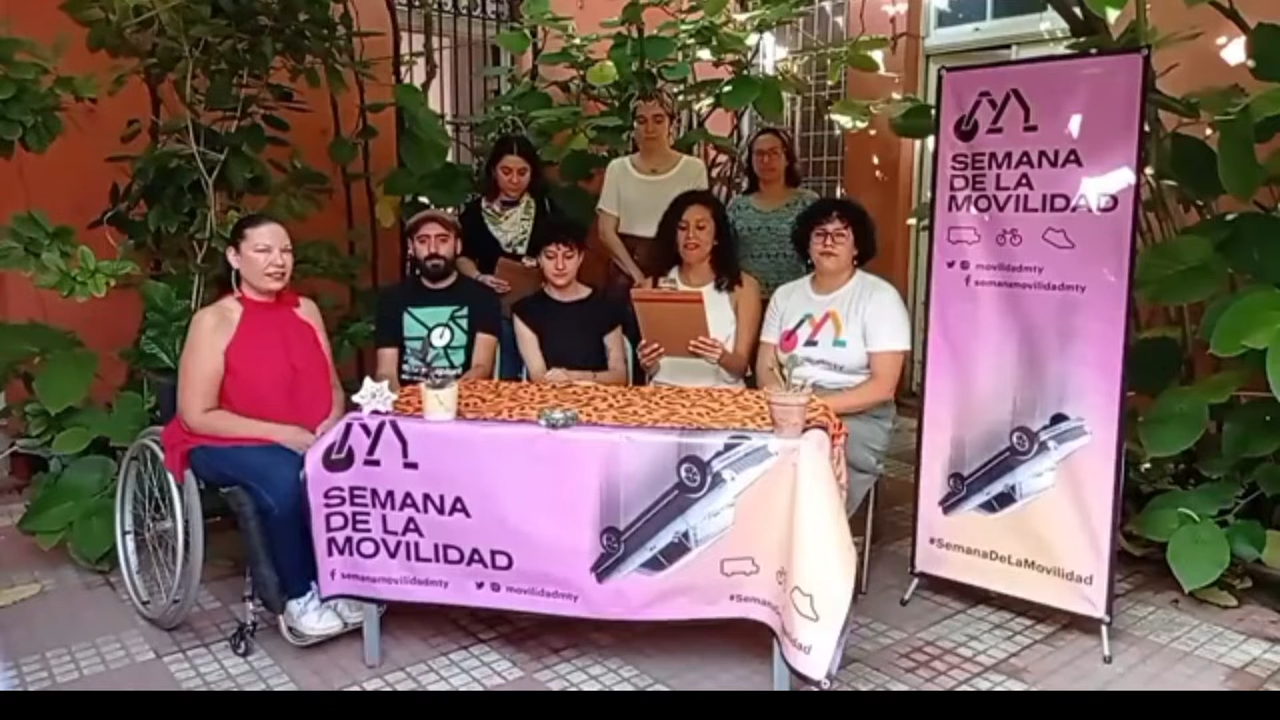 SEMANA
DE LA
MOVILIDAD
movilidadmty
semanamovilidadmty
#SemanaDeLaMovilidad
SEMANA
DE LA
MOVILIDAD
semanamovilidadmty movilidadmty